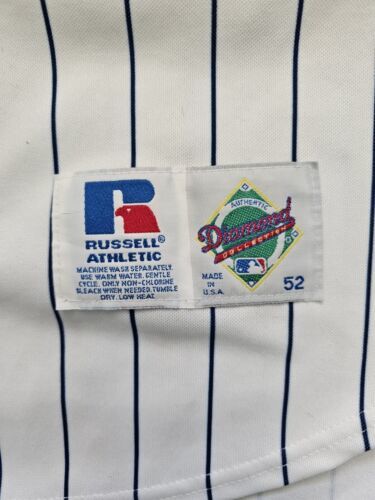 RUSSELL®
ATHLETIC
MACHINE WASH SEPARATELY.
USE WARM WATER, GENTLE
CYCLE. ONLY NON-CHLORINE
BLEACH WHEN NEEDED. TUMBLE
DRY. LOW HEAT
AUTHENTIC
Diamond
COLLECTION
MADE
IN
U.S.A.
52